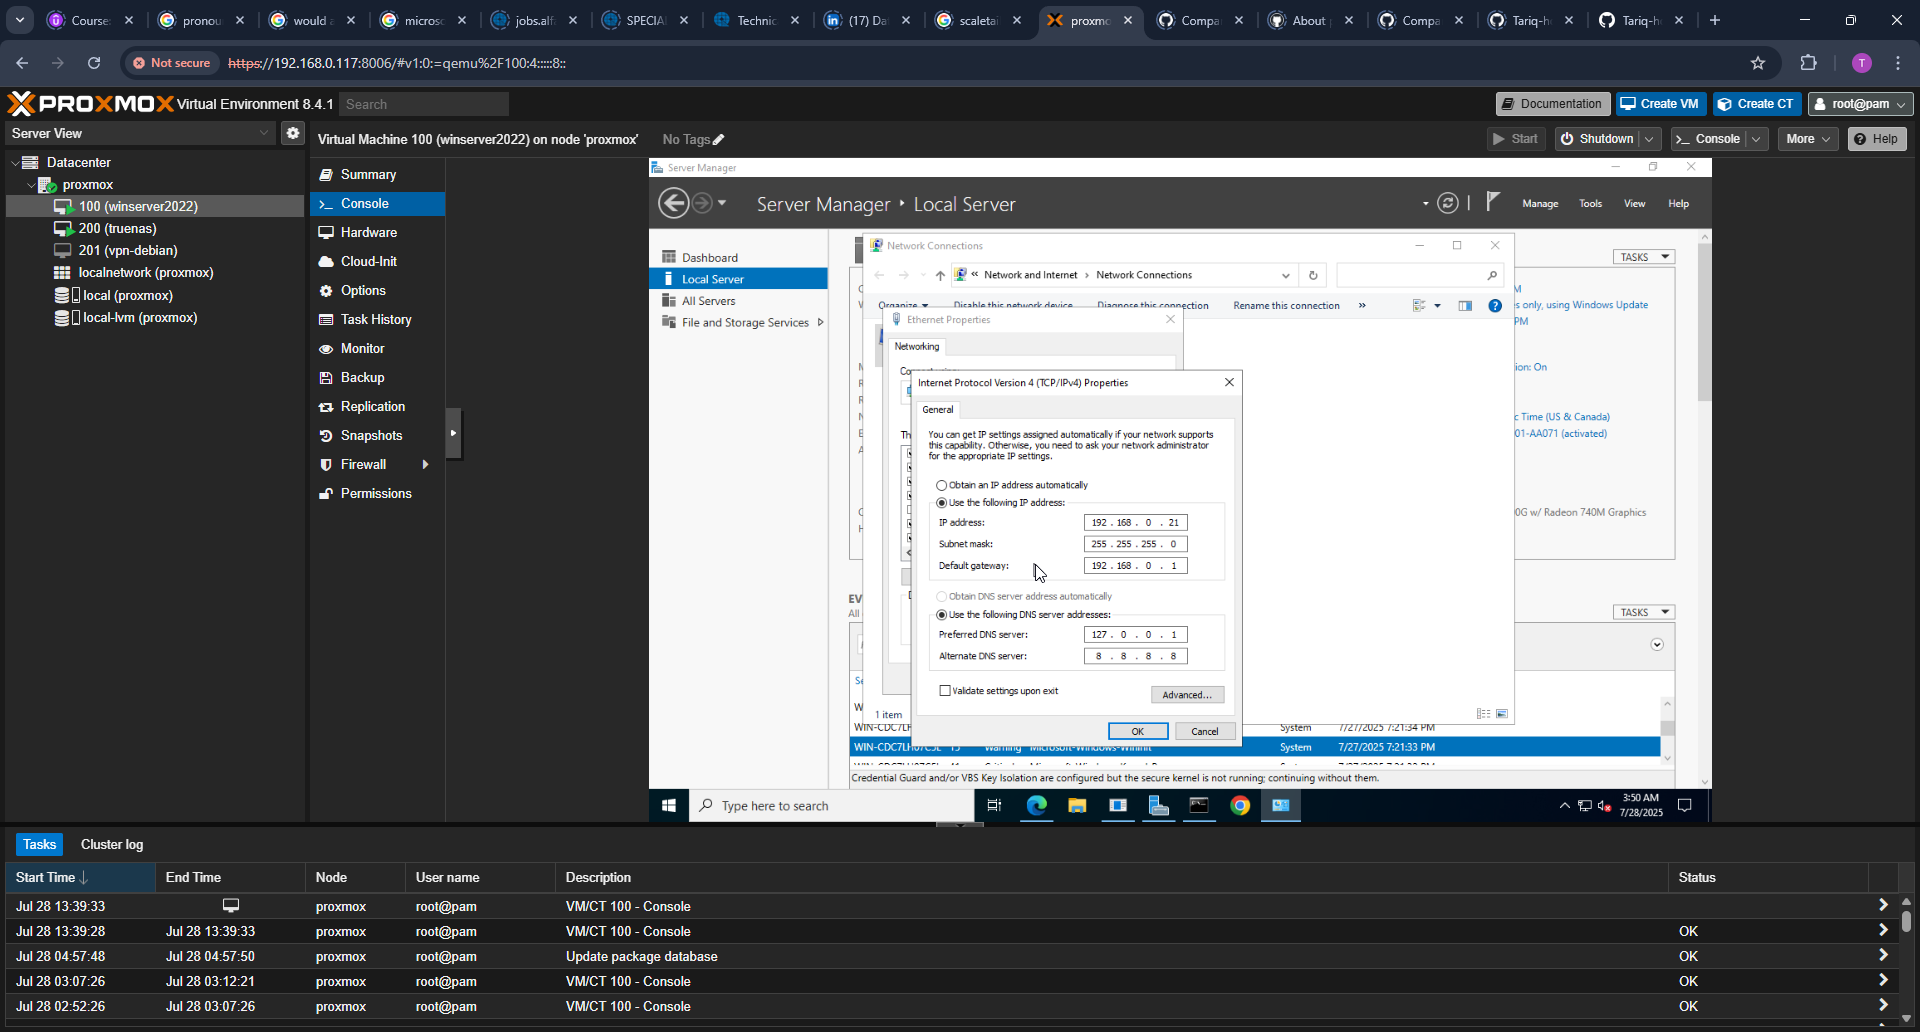 Course
pronou
would
micros
jobs.alf
SPECIA
Technic
(17) Da
scaletai
proxmo
Compa
About
Compa
Tariq-h
Tariq-h
Not secure
https://192.168.0.117:8006/#v1:0:=qemu%2F100:4:::::8::
T
PROXMOX Virtual Environment 8.4.1
Search
Documentation
Create VM
Create CT
root@pam
Server View
Virtual Machine 100 (winserver2022) on node 'proxmox'
No Tags
Start
Shutdown
Console
More
Help
Datacenter
proxmox
100 (winserver2022)
200 (truenas)
201 (vpn-debian)
localnetwork (proxmox)
local (proxmox)
local-lvm (proxmox)
Summary
Console
Hardware
Cloud-Init
Options
Task History
Monitor
Backup
Replication
Snapshots
Firewall
Permissions
Server Manager
Server Manager • Local Server
Manage
Tools
View
Help
Dashboard
Local Server
All Servers
File and Storage Services
TASKS
Network Connections
« Network and Internet › Network Connections
Organize
Disable this network device
Diagnose this connection
Rename this connection
»
s only, using Windows Update
PM
ion: On
c Time (US & Canada)
01-AA071 (activated)
0G w/ Radeon 740M Graphics
Ethernet Properties
Networking
Internet Protocol Version 4 (TCP/IPv4) Properties
General
You can get IP settings assigned automatically if your network supports
this capability. Otherwise, you need to ask your network administrator
for the appropriate IP settings.
Obtain an IP address automatically
Use the following IP address:
IP address:
192 . 168 . 0 . 21
Subnet mask:
255 . 255 . 255 . 0
Default gateway:
192 . 168 . 0 . 1
Obtain DNS server address automatically
Use the following DNS server addresses:
Preferred DNS server:
127 . 0 . 0 . 1
Alternate DNS server:
8 . 8 . 8 . 8
Validate settings upon exit
Advanced...
OK
Cancel
EV
All
TASKS
1 item
System
7/27/2025 7:21:34 PM
System
7/27/2025 7:21:33 PM
Credential Guard and/or VBS Key Isolation are configured but the secure kernel is not running; continuing without them.
Type here to search
3:50 AM
7/28/2025
Tasks
Cluster log
Start Time
End Time
Node
User name
Description
Status
Jul 28 13:39:33 proxmox root@pam VM/CT 100 - Console
Jul 28 13:39:28 Jul 28 13:39:33 proxmox root@pam VM/CT 100 - Console OK
Jul 28 04:57:48 Jul 28 04:57:50 proxmox root@pam Update package database OK
Jul 28 03:07:26 Jul 28 03:12:21 proxmox root@pam VM/CT 100 - Console OK
Jul 28 02:52:26 Jul 28 03:07:26 proxmox root@pam VM/CT 100 - Console OK